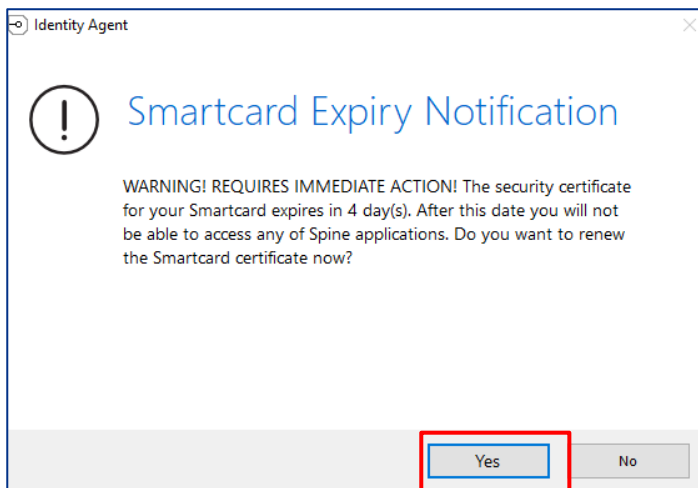 Identity Agent
Smartcard Expiry Notification
WARNING! REQUIRES IMMEDIATE ACTION! The security certificate
for your Smartcard expires in 4 day(s). After this date you will not
be able to access any of Spine applications. Do you want to renew
the Smartcard certificate now?
Yes
No